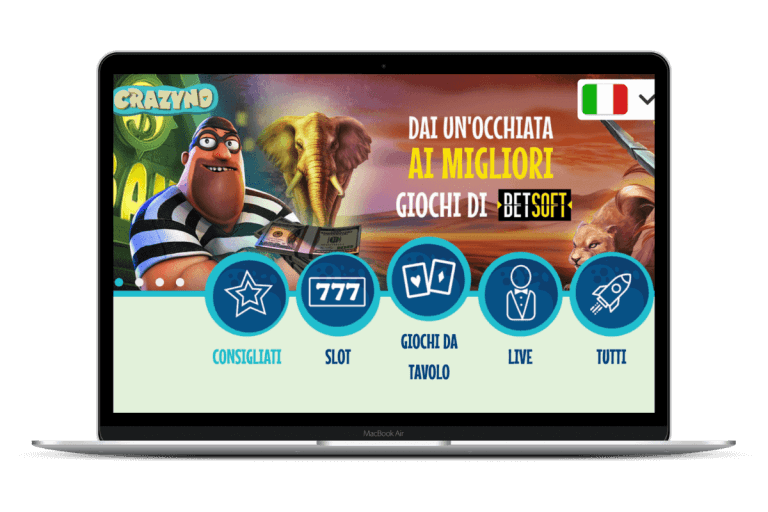 CRAZYNO
DAI UN'OCCHIATA
AI MIGLIORI
GIOCHI DI BETSOFT
777
CONSIGLIATI
SLOT
GIOCHI DA
TAVOLO
LIVE
TUTTI
MacBook Air